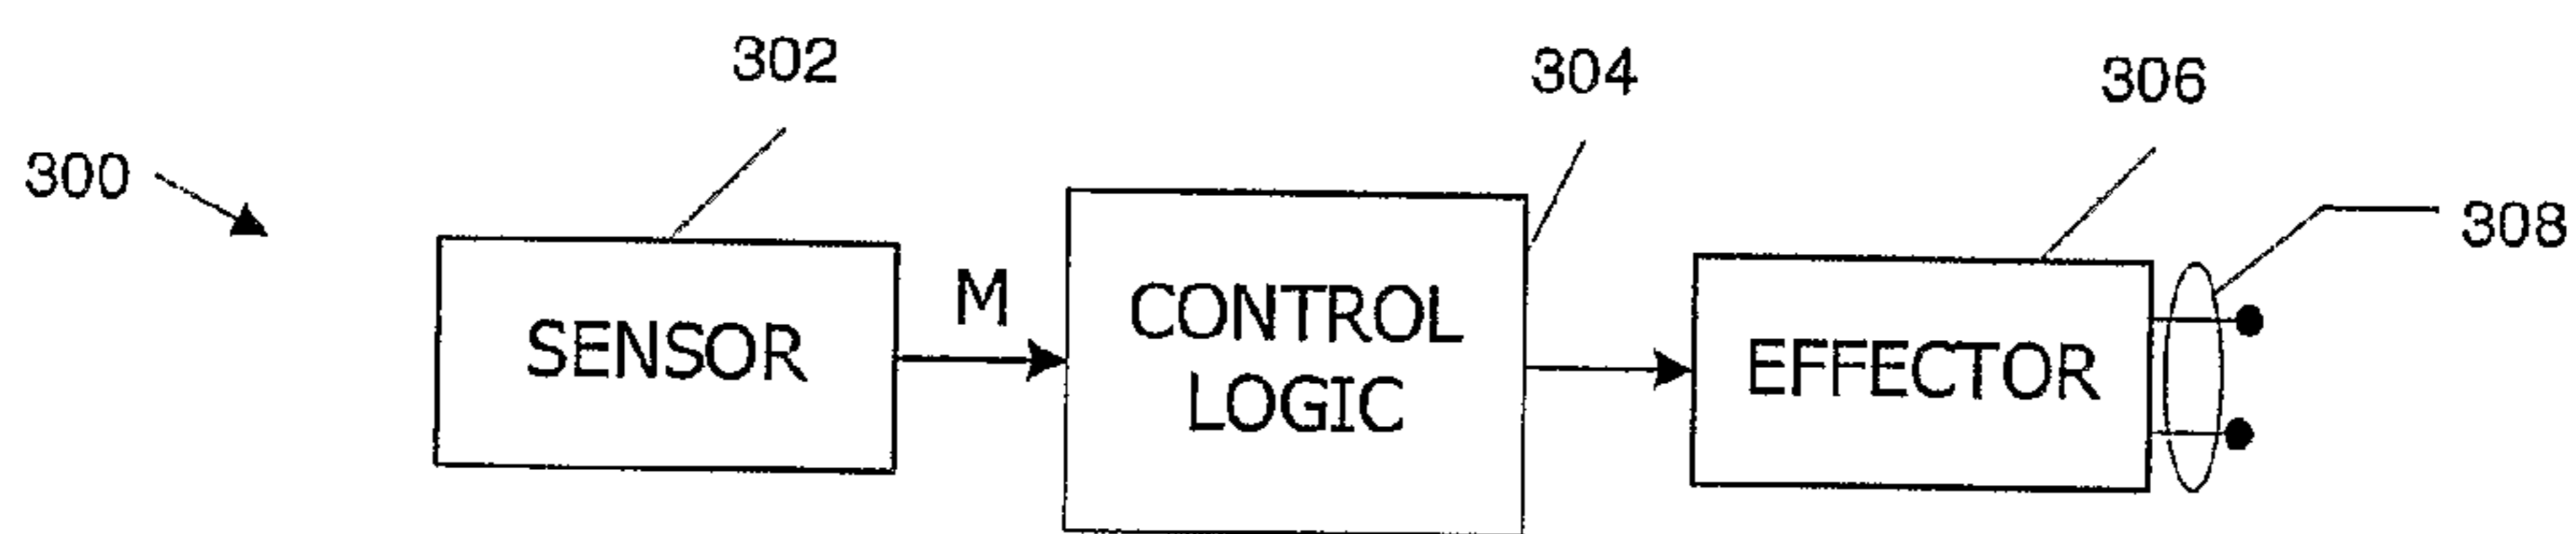 302
304
306
300
308
SENSOR
M
CONTROL
LOGIC
EFFECTOR